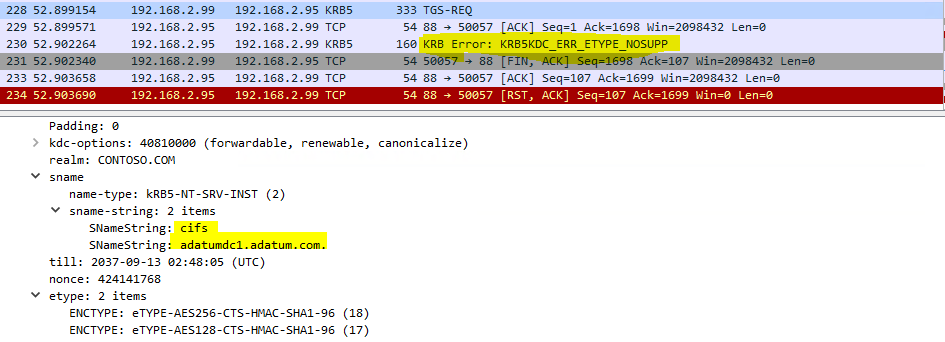 228 52.899154 192.168.2.99 192.168.2.95 KRB5 333 TGS-REQ
229 52.899571 192.168.2.95 192.168.2.99 TCP 54 88 → 50057 [ACK] Seq=1 Ack=1698 Win=2098432 Len=0
230 52.902264 192.168.2.95 192.168.2.99 KRB5 160 KRB Error: KRB5KDC_ERR_ETYPE_NOSUPP
231 52.902340 192.168.2.99 192.168.2.95 TCP 54 50057 → 88 [FIN, ACK] Seq=1698 Ack=107 Win=2098432 Len=0
233 52.903658 192.168.2.95 192.168.2.99 TCP 54 88 → 50057 [ACK] Seq=107 Ack=1699 Win=2098432 Len=0
234 52.903690 192.168.2.95 192.168.2.99 TCP 54 88 → 50057 [RST, ACK] Seq=107 Ack=1699 Win=0 Len=0
Padding: 0
kdc-options: 40810000 (forwardable, renewable, canonicalize)
realm: CONTOSO.COM
sname
name-type: kRB5-NT-SRV-INST (2)
sname-string: 2 items
SNameString: cifs
SNameString: adatumdc1.adatum.com.
till: 2037-09-13 02:48:05 (UTC)
nonce: 424141768
etype: 2 items
ENCTYPE: eTYPE-AES256-CTS-HMAC-SHA1-96 (18)
ENCTYPE: eTYPE-AES128-CTS-HMAC-SHA1-96 (17)